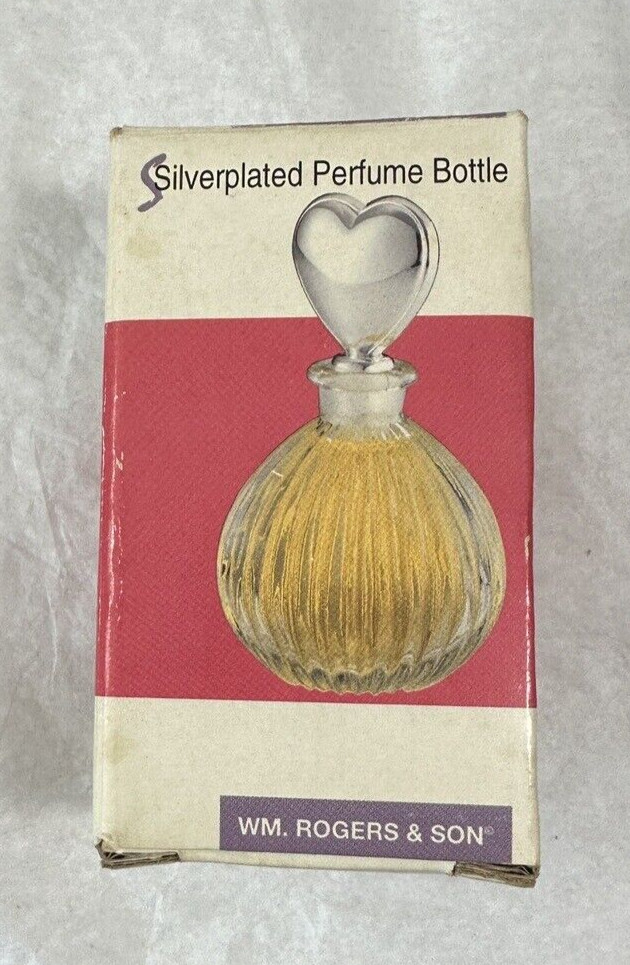 S Silverplated Perfume Bottle
WM. ROGERS & SON®